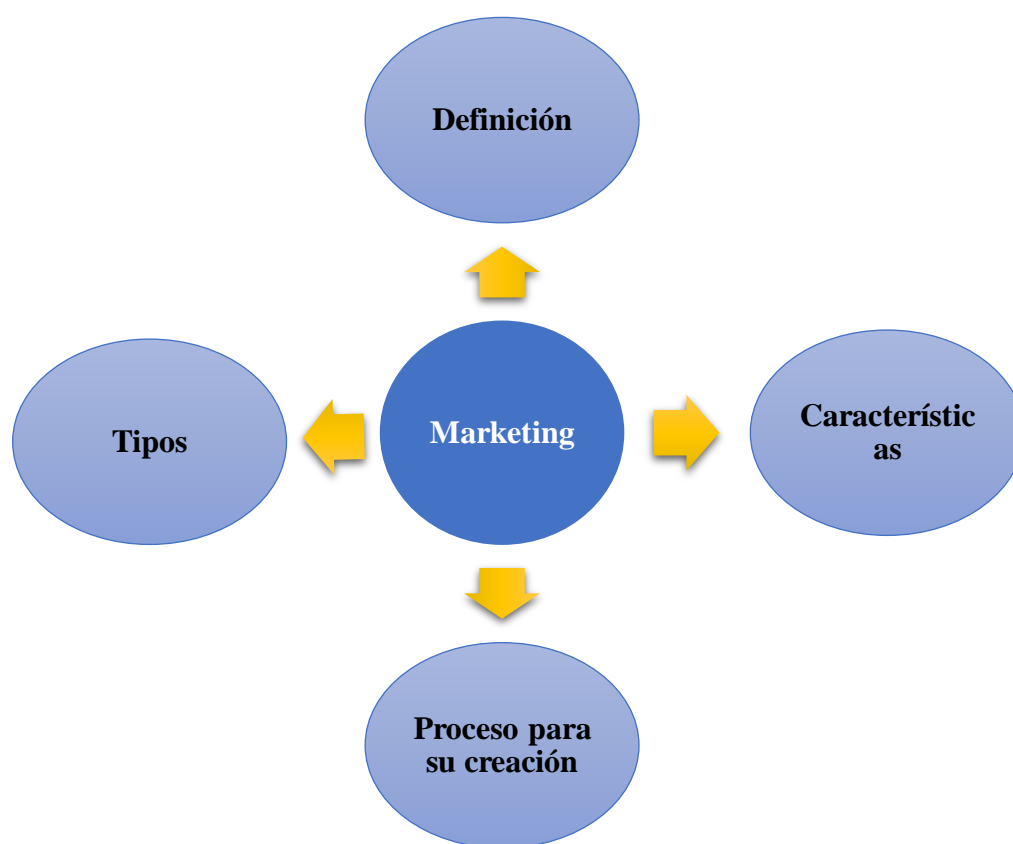 Definición
Tipos
Marketing
Característic
as
Proceso para
su creación